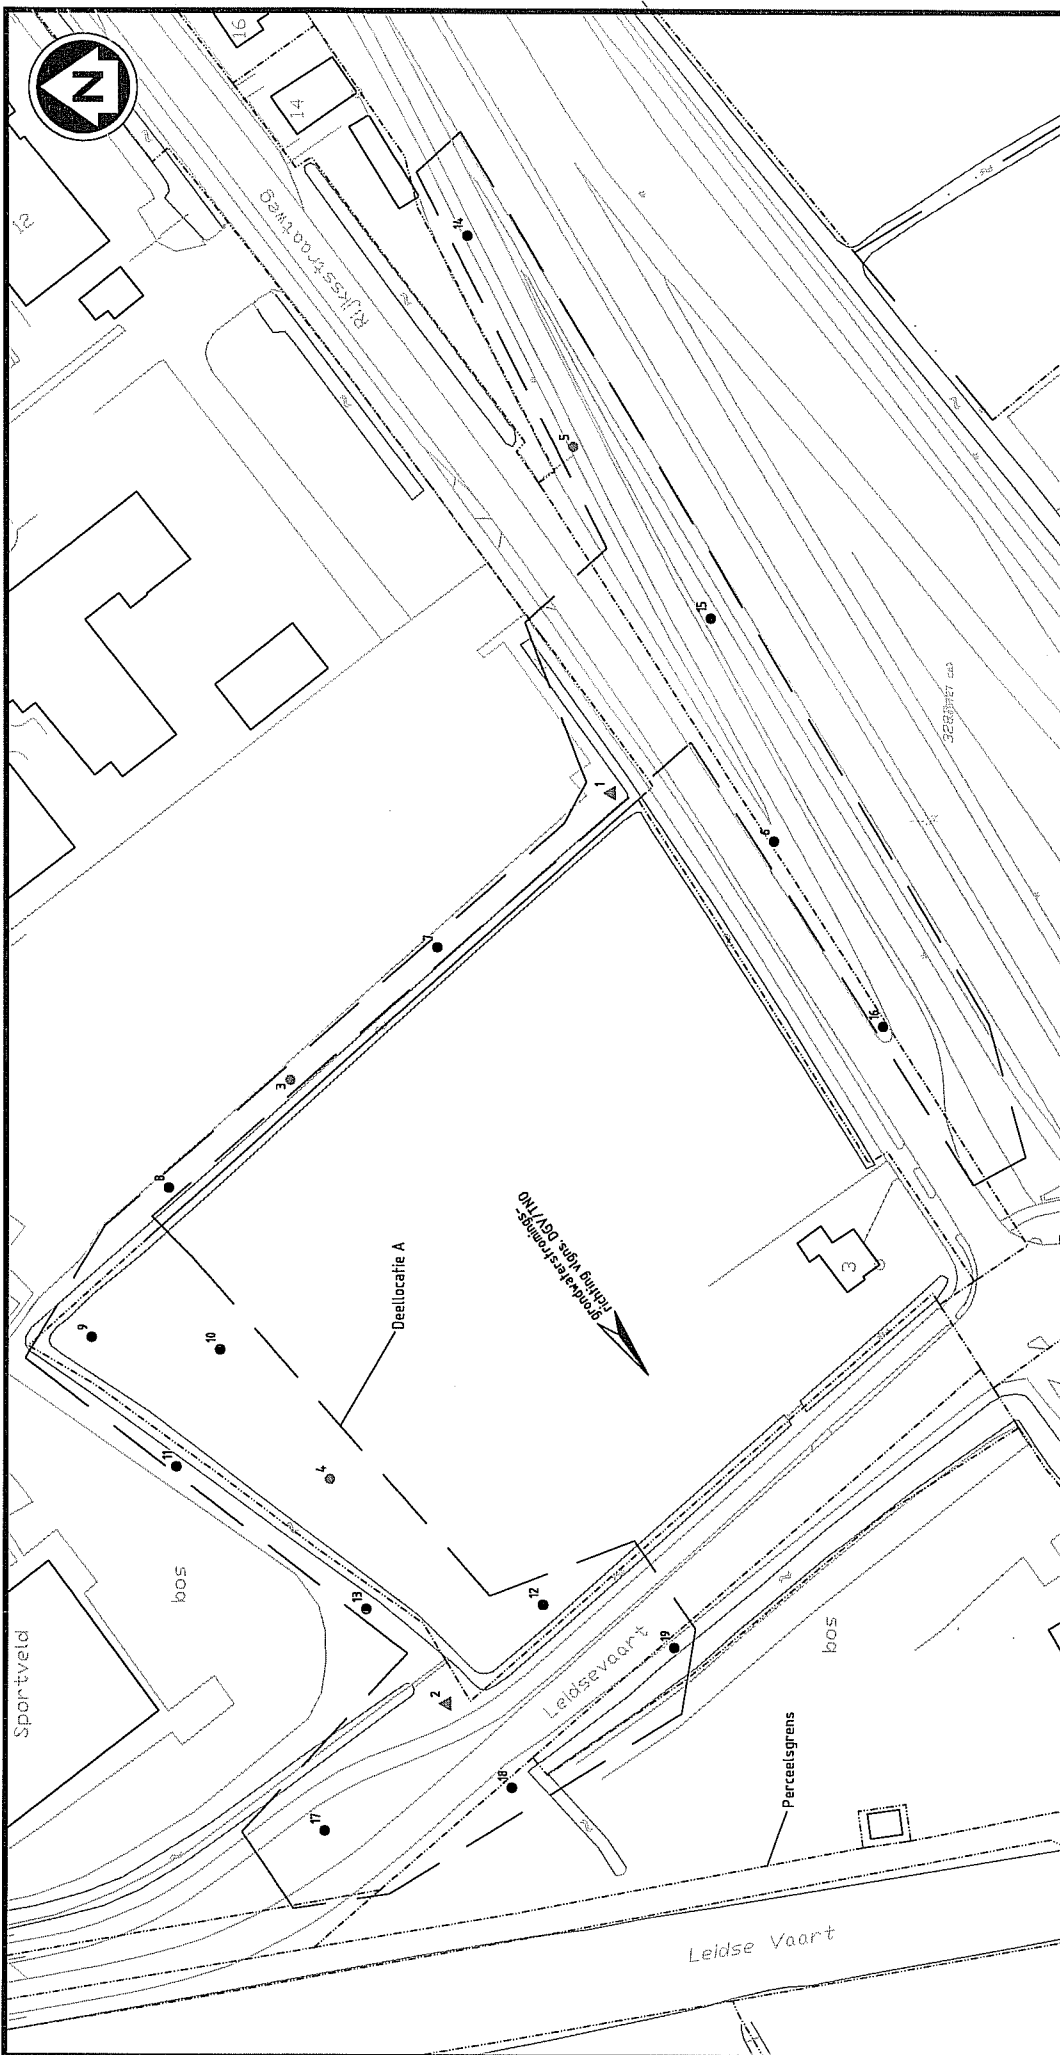 N
16
14
12
Rijksstraatweg
14
5
15
1
6
7
16
3
8
grondwaterstromings-
richting vlgns. DGV/TNO
3
Deellocatie A
9
10
11
4
bos
13
12
Sportveld
2
19
Leidsevaart
bos
17
18
Perceelsgrens
Leidse Vaart